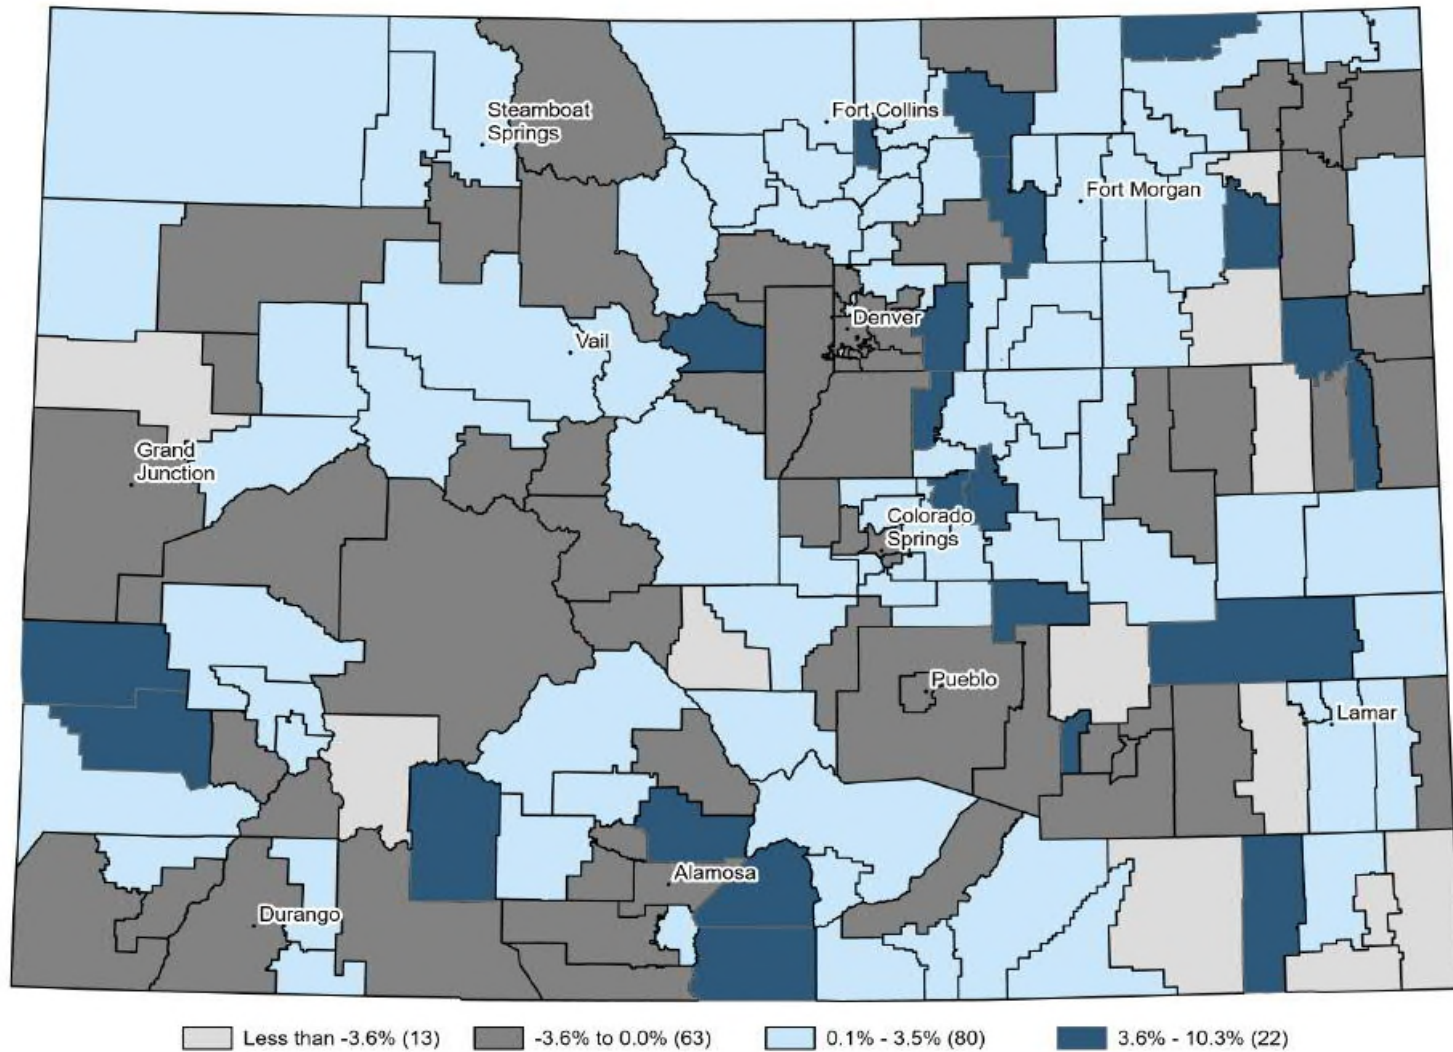 Steamboat
Springs
Fort Collins
Fort Morgan
Denver
Vail
Grand
Junction
Colorado
Springs
Pueblo
Lamar
Alamosa
Durango
Less than -3.6% (13)
-3.6% to 0.0% (63)
0.1% - 3.5% (80)
3.6% - 10.3% (22)